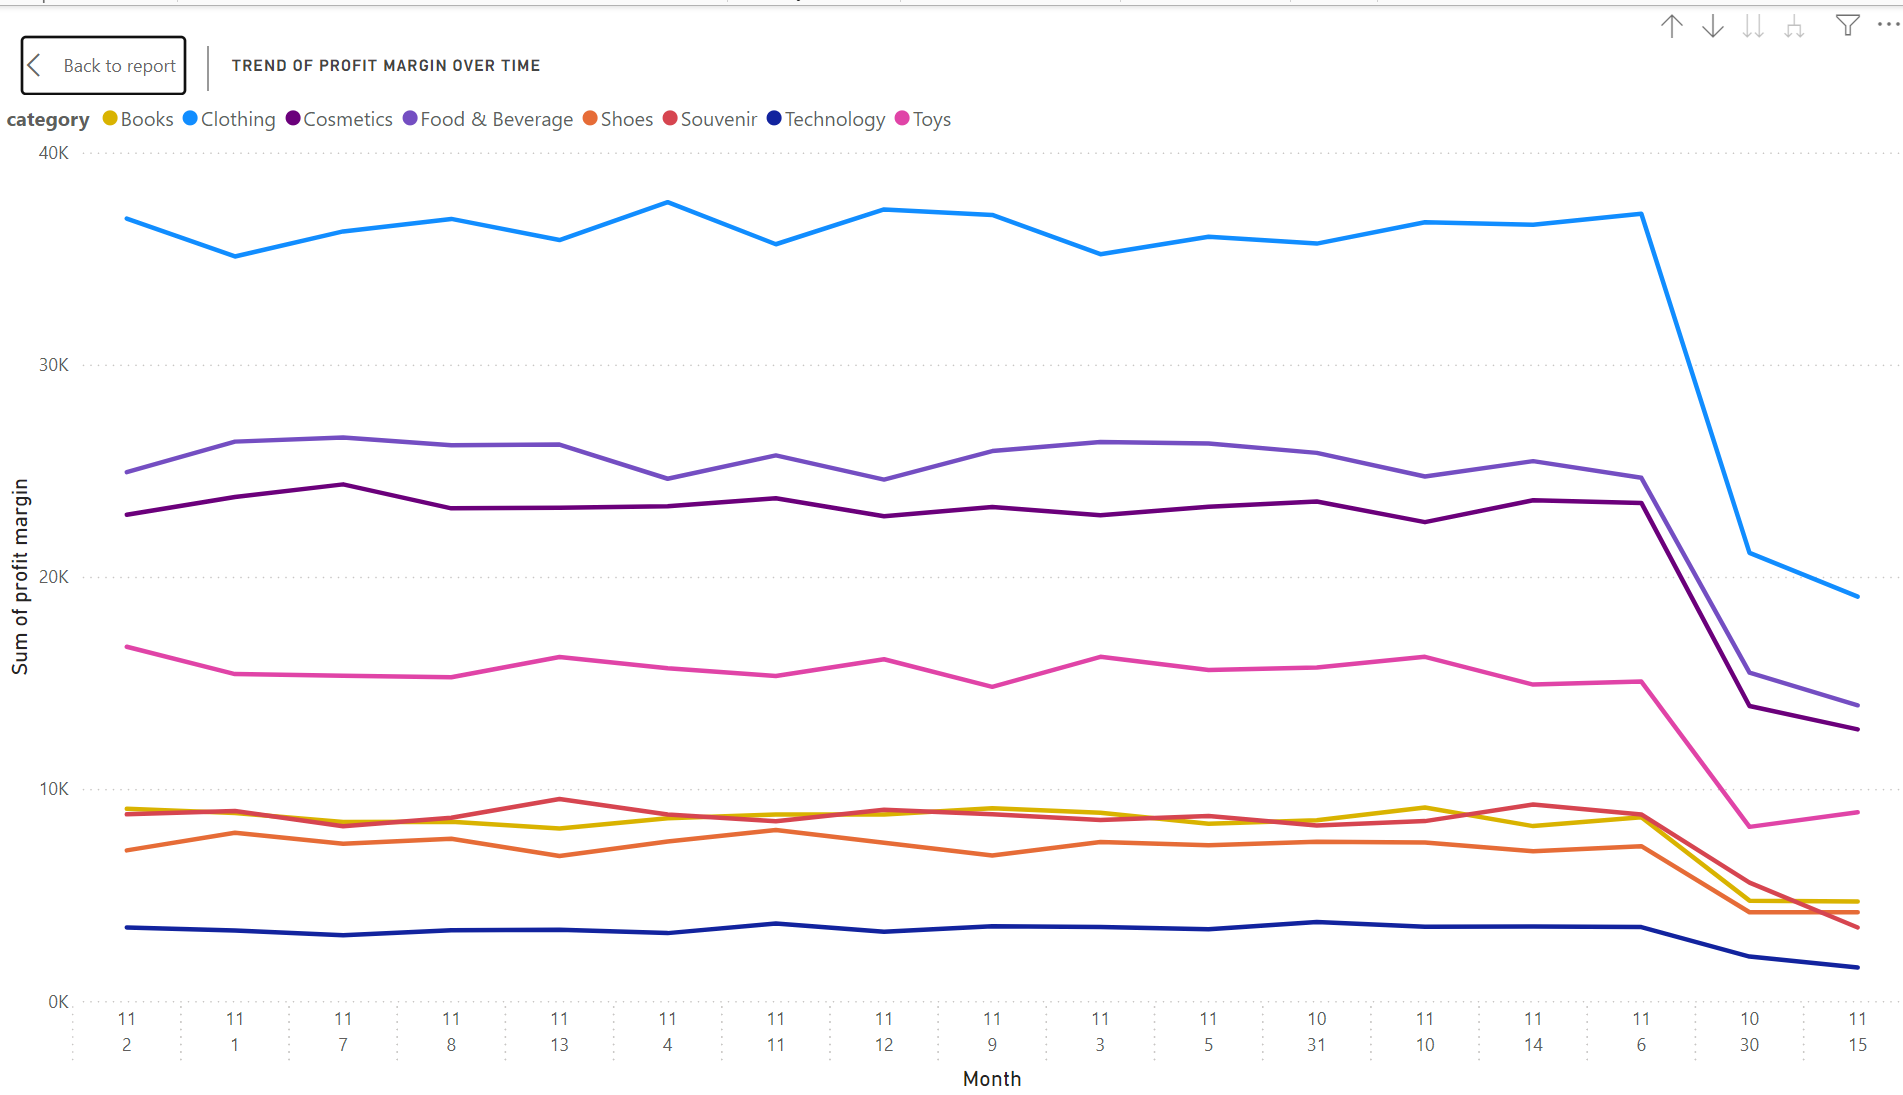 Back to report
TREND OF PROFIT MARGIN OVER TIME
category Books Clothing Cosmetics Food & Beverage Shoes Souvenir Technology Toys
40K
30K
20K
10K
0K
Sum of profit margin
11 11 11 11 11 11 11 11 11 11 11 10 11 11 11 10 11
2 1 7 8 13 4 11 12 9 3 5 31 10 14 6 30 15
Month